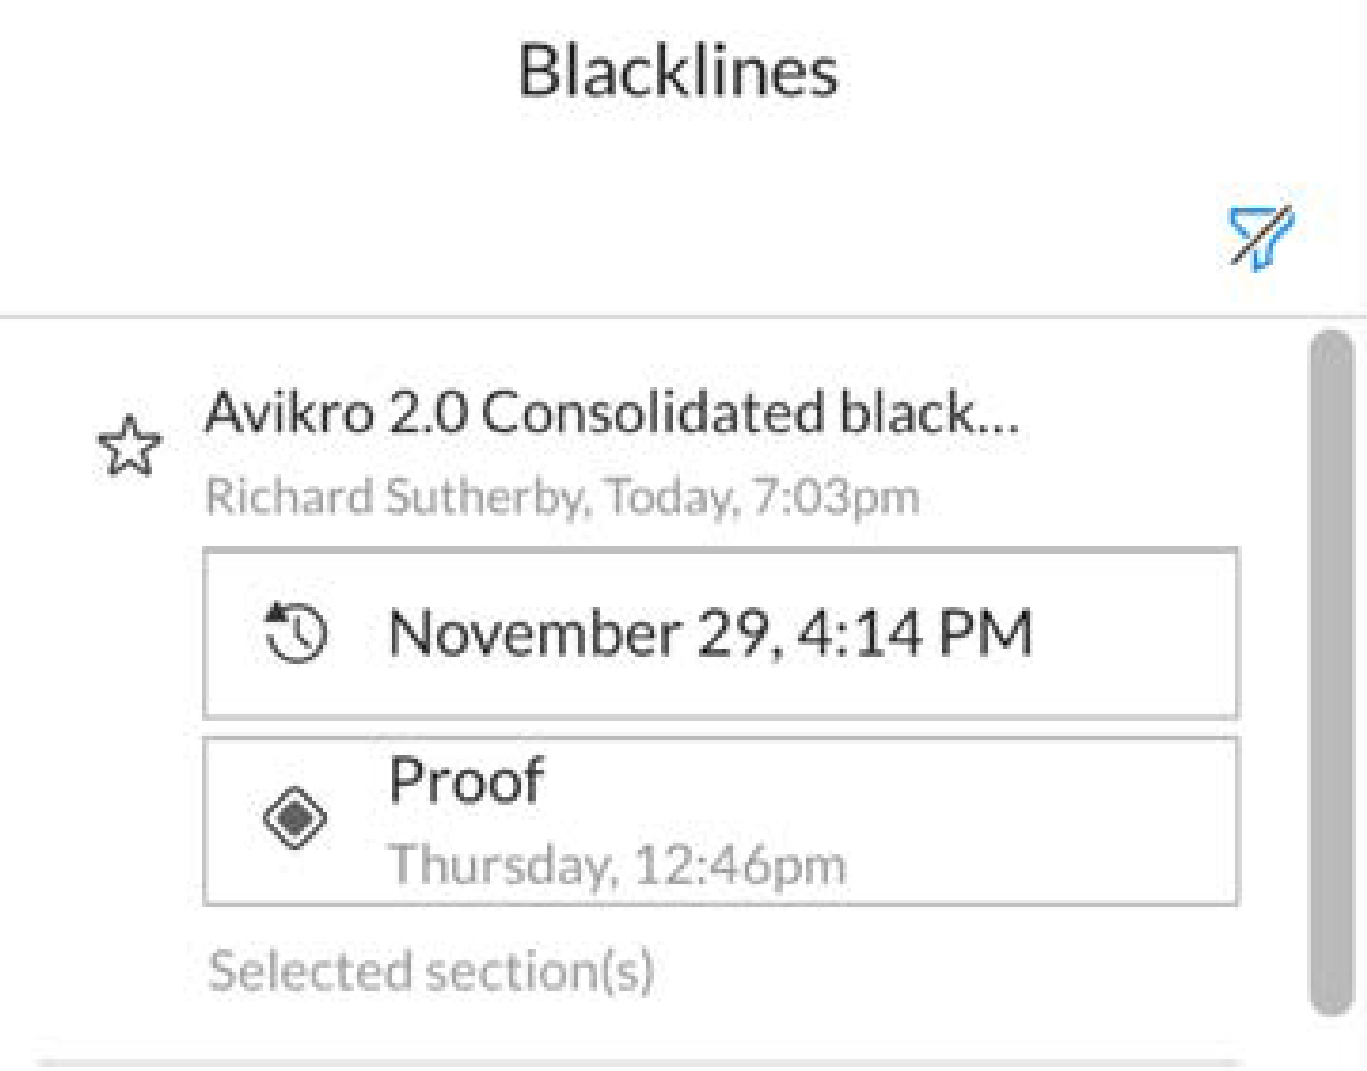 Blacklines
Avikro 2.0 Consolidated black...
Richard Sutherby, Today, 7:03pm
November 29, 4:14 PM
Proof
Thursday, 12:46pm
Selected section(s)